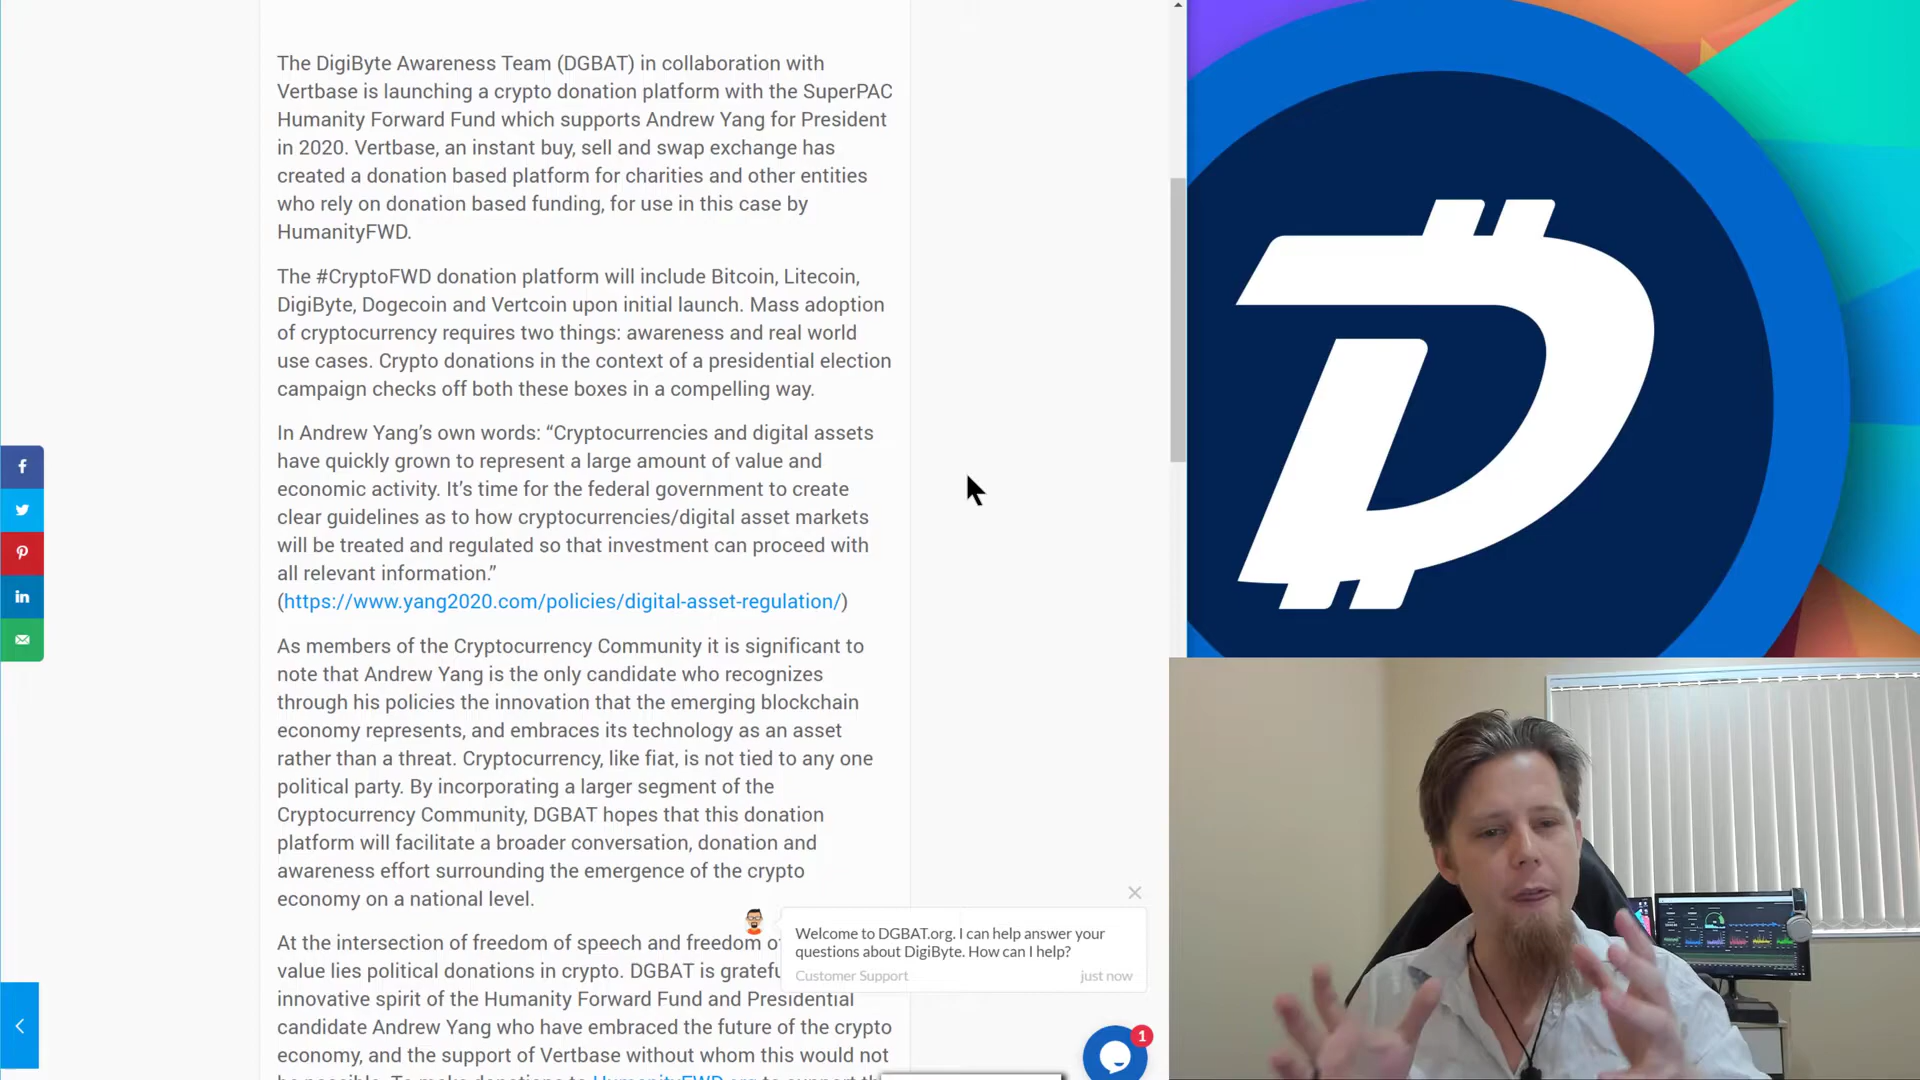 The DigiByte Awareness Team (DGBAT) in collaboration with
Vertbase is launching a crypto donation platform with the SuperPAC
Humanity Forward Fund which supports Andrew Yang for President
in 2020. Vertbase, an instant buy, sell and swap exchange has
created a donation based platform for charities and other entities
who rely on donation based funding, for use in this case by
HumanityFWD.
The #CryptoFWD donation platform will include Bitcoin, Litecoin,
DigiByte, Dogecoin and Vertcoin upon initial launch. Mass adoption
of cryptocurrency requires two things: awareness and real world
use cases. Crypto donations in the context of a presidential election
campaign checks off both these boxes in a compelling way.
In Andrew Yang’s own words: “Cryptocurrencies and digital assets
have quickly grown to represent a large amount of value and
economic activity. It’s time for the federal government to create
clear guidelines as to how cryptocurrencies/digital asset markets
will be treated and regulated so that investment can proceed with
all relevant information.”
(https://www.yang2020.com/policies/digital-asset-regulation/)
As members of the Cryptocurrency Community it is significant to
note that Andrew Yang is the only candidate who recognizes
through his policies the innovation that the emerging blockchain
economy represents, and embraces its technology as an asset
rather than a threat. Cryptocurrency, like fiat, is not tied to any one
political party. By incorporating a larger segment of the
Cryptocurrency Community, DGBAT hopes that this donation
platform will facilitate a broader conversation, donation and
awareness effort surrounding the emergence of the crypto
economy on a national level.
At the intersection of freedom of speech and freedom o
value lies political donations in crypto. DGBAT is gratefu
innovative spirit of the Humanity Forward Fund and Presidential
candidate Andrew Yang who have embraced the future of the crypto
economy, and the support of Vertbase without whom this would not
be possible. To make donations to HumanityFWD.org to support th
Welcome to DGBAT.org. I can help answer your
questions about DigiByte. How can I help?
Customer Support just now
1